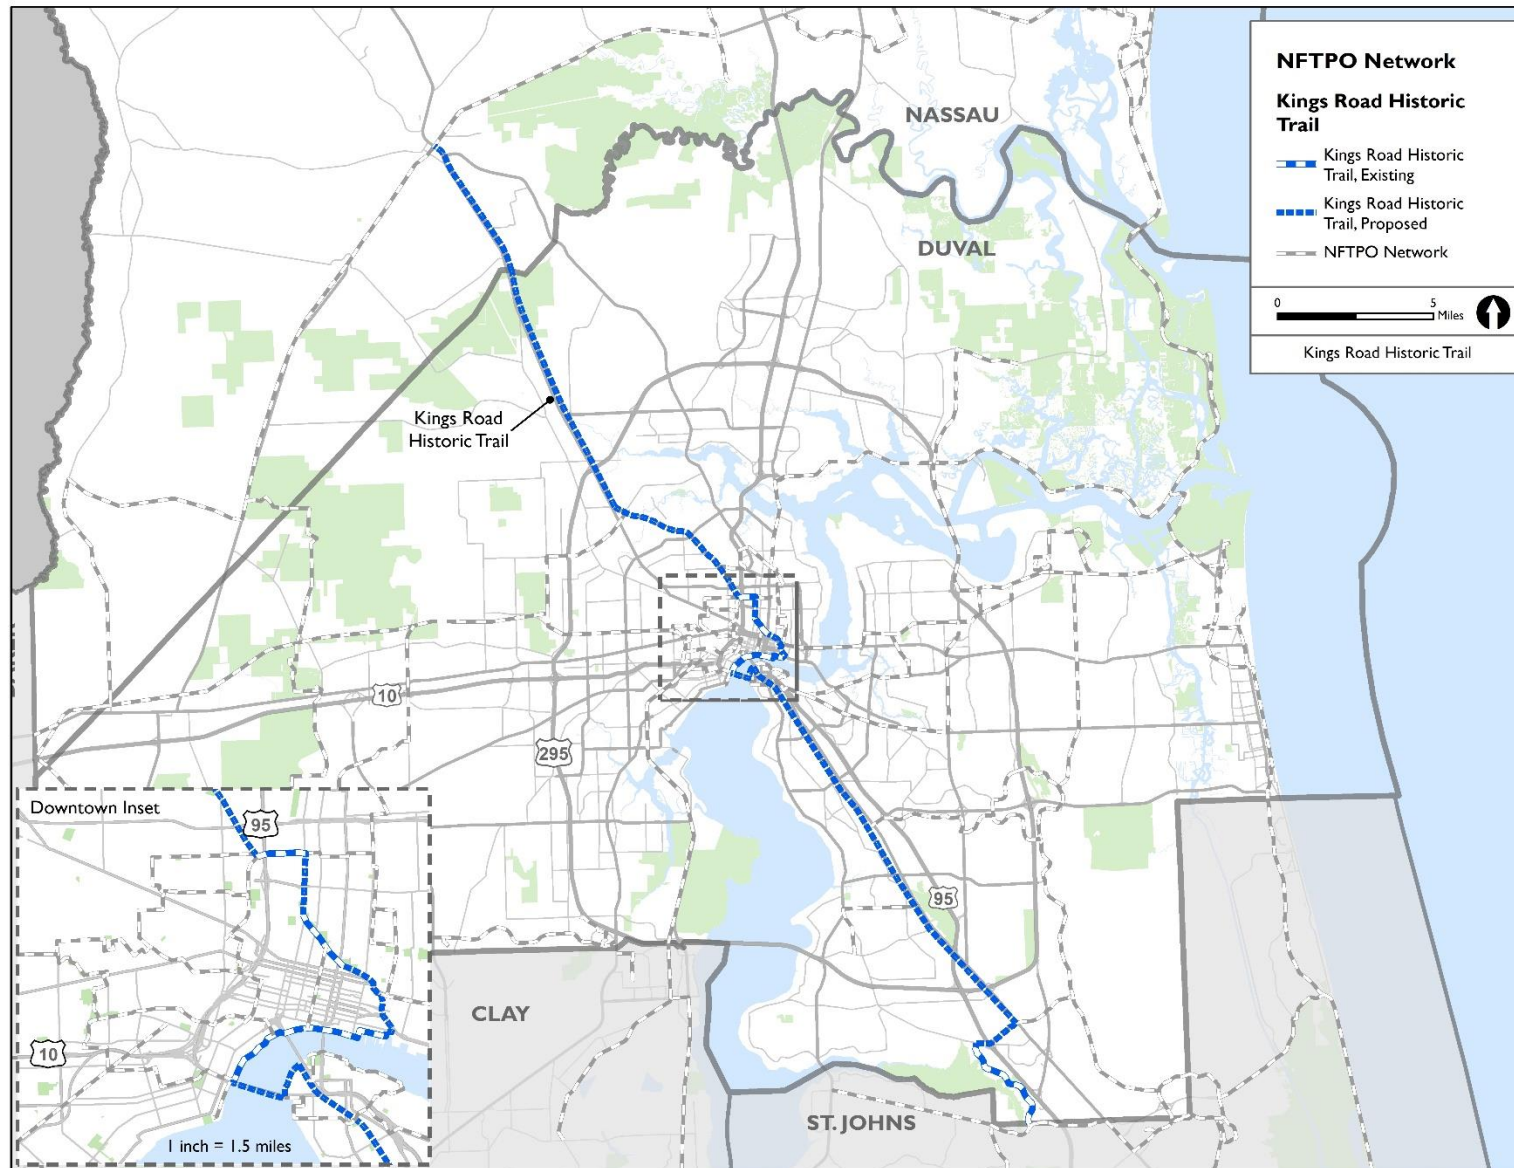 NFTPO Network
Kings Road Historic
Trail
Kings Road Historic
Trail, Existing
Kings Road Historic
Trail, Proposed
NFTPO Network
0
5
Miles
Kings Road Historic Trail
NASSAU
DUVAL
Kings Road
Historic Trail
10
295
95
CLAY
ST. JOHNS
Downtown Inset
95
10
1 inch = 1.5 miles